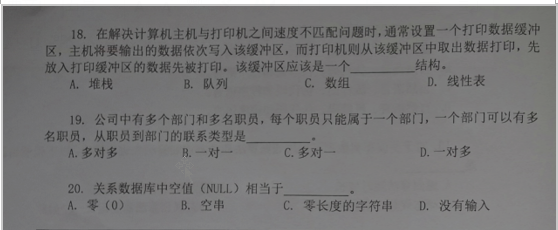 18. 在解决计算机主机与打印机之间速度不匹配问题时,通常设置一个打印数据缓冲
区,主机将要输出的数据依次写入该缓冲区,而打印机则从该缓冲区中取出数据打印,先
放入打印缓冲区的数据先被打印。该缓冲区应该是一个__________结构。
A. 堆栈 B. 队列 C. 数组 D. 线性表
19. 公司中有多个部门和多名职员,每个职员只能属于一个部门,一个部门可以有多
名职员,从职员到部门的联系类型是__________。
A.多对多 B.一对一 C.多对一 D.一对多
20. 关系数据库中空值(NULL)相当于__________。
A. 零(0) B. 空串 C. 零长度的字符串 D. 没有输入